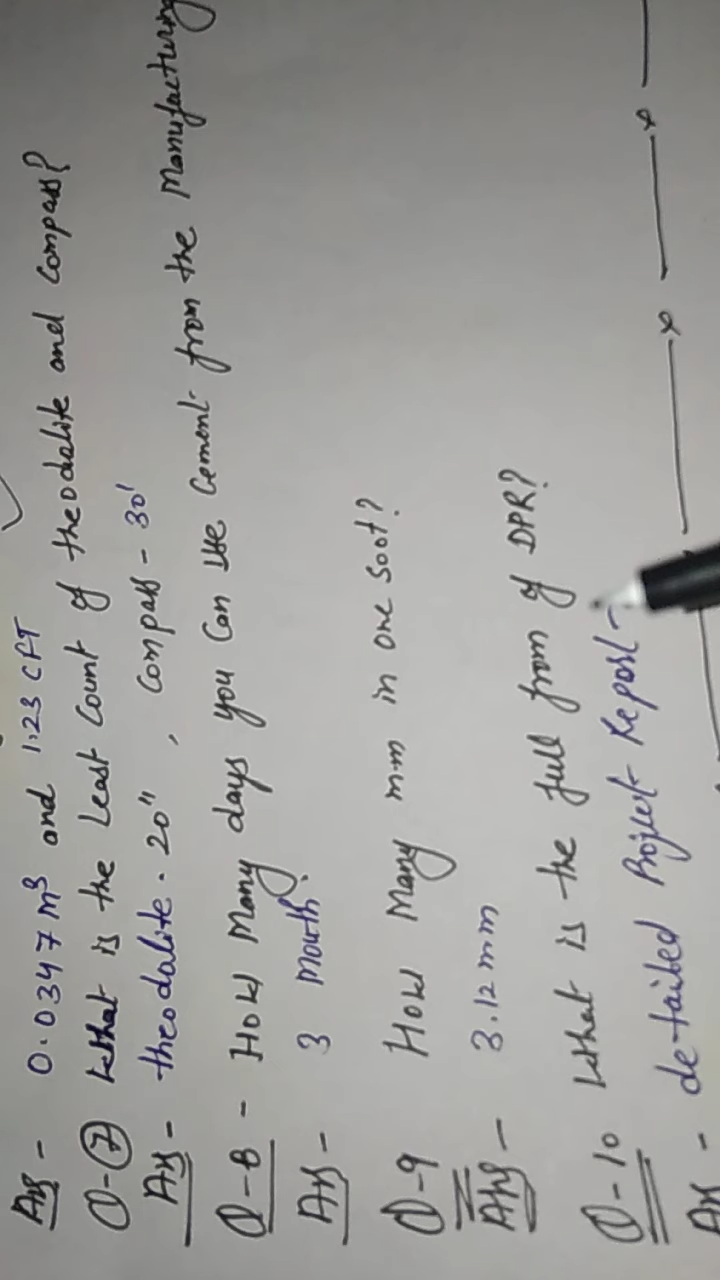 Ans - 0.0347 m3 and 1.23 CFT
Q-7 What is the Least Count of theodalite and Compass?
Ans - theodalite - 20", Compass - 30'
Q-8 - How Many days you Can use Cement from the Manufacturing
Ans - 3 Mouth
Q-9 How Many mm in one soot?
Ans - 3.12 mm
Q-10 What is the full from of DPR?
Ans - detailed Project Report